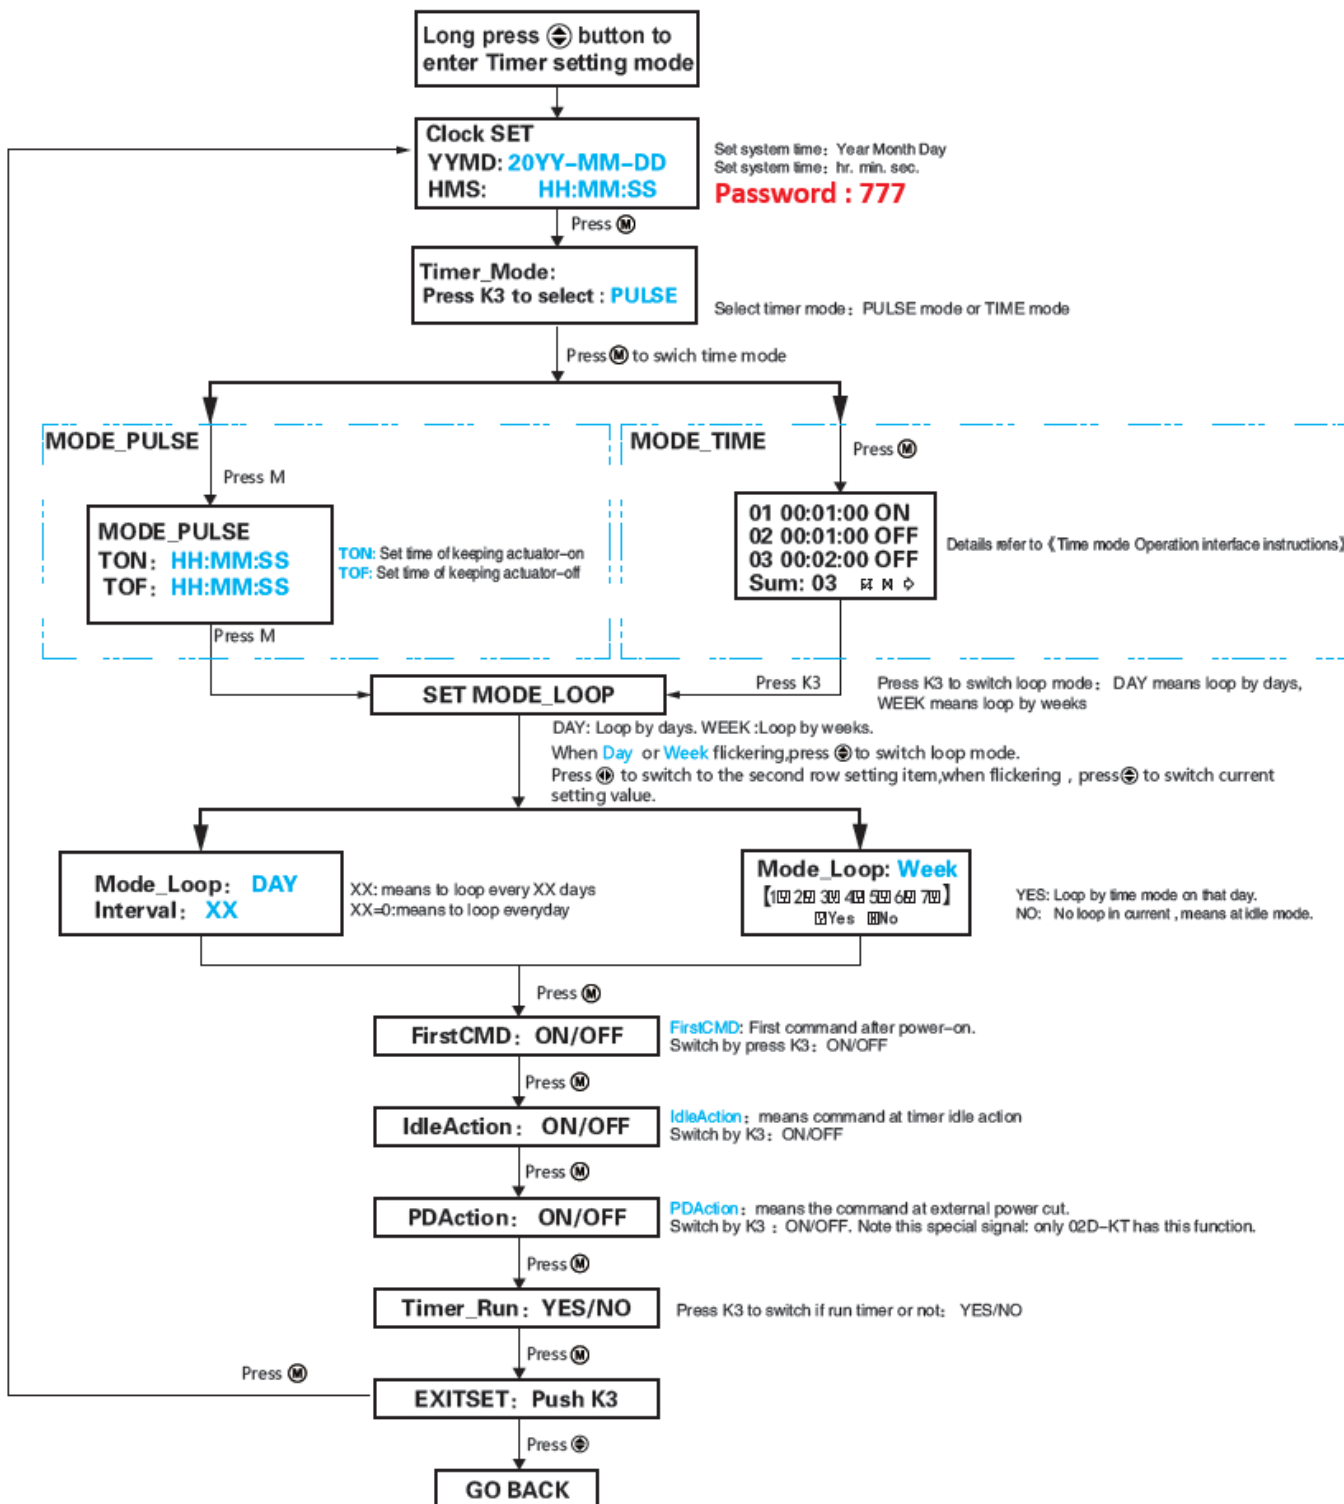 Long press button to
enter Timer setting mode
Clock SET
YYMD: 20YY-MM-DD
HMS: HH:MM:SS
Set system time: Year Month Day
Set system time: hr. min. sec.
Password : 777
Press M
Timer_Mode:
Press K3 to select : PULSE
Select timer mode: PULSE mode or TIME mode
Press M to swich time mode
MODE_PULSE
MODE_TIME
Press M
Press M
MODE_PULSE
TON: HH:MM:SS
TOF: HH:MM:SS
TON: Set time of keeping actuator-on
TOF: Set time of keeping actuator-off
01 00:01:00 ON
02 00:01:00 OFF
03 00:02:00 OFF
Sum: 03
Details refer to 《Time mode Operation interface instructions》
Press M
Press K3
SET MODE_LOOP
Press K3 to switch loop mode: DAY means loop by days,
WEEK means loop by weeks
DAY: Loop by days. WEEK :Loop by weeks.
When Day or Week flickering,press to switch loop mode.
Press to switch to the second row setting item,when flickering , press to switch current
setting value.
Mode_Loop: DAY
Interval: XX
XX: means to loop every XX days
XX=0:means to loop everyday
Mode_Loop: Week
【1Y 2Y 3Y 4Y 5Y 6Y 7Y】
Y Yes N No
YES: Loop by time mode on that day.
NO: No loop in current , means at idle mode.
Press M
FirstCMD: ON/OFF
FirstCMD: First command after power-on.
Switch by press K3: ON/OFF
Press M
IdleAction: ON/OFF
IdleAction: means command at timer idle action
Switch by K3: ON/OFF
Press M
PDAction: ON/OFF
PDAction: means the command at external power cut.
Switch by K3 : ON/OFF. Note this special signal: only 02D-KT has this function.
Press M
Timer_Run: YES/NO
Press K3 to switch if run timer or not: YES/NO
Press M
Press M
EXITSET: Push K3
Press
GO BACK